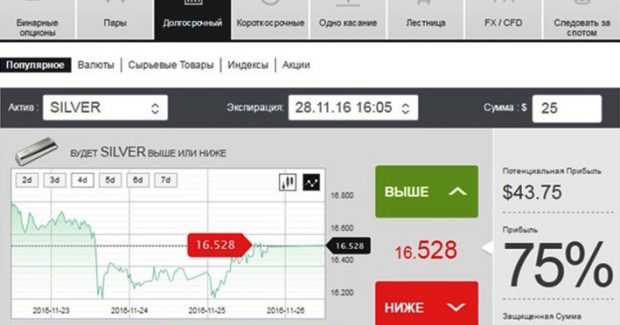 Бинарные опционы
Пары
Долгосрочный
Короткосрочные
Одно касание
Лестница
FX / CFD
Следовать за спотом
Популярное | Валюты | Сырьевые Товары | Индексы | Акции
Актив : SILVER Экспирация: 28.11.16 16:05 Сумма : $ 25
БУДЕТ SILVER ВЫШЕ ИЛИ НИЖЕ
2d 3d 4d 5d 6d 7d
16.800
16.600
16.528
16.528
16.400
16.200
2016-11-23 2016-11-24 2016-11-25 2016-11-26
ВЫШЕ
16.528
НИЖЕ
Потенциальная Прибыль
$43.75
Прибыль
75%
Защищенная Сумма